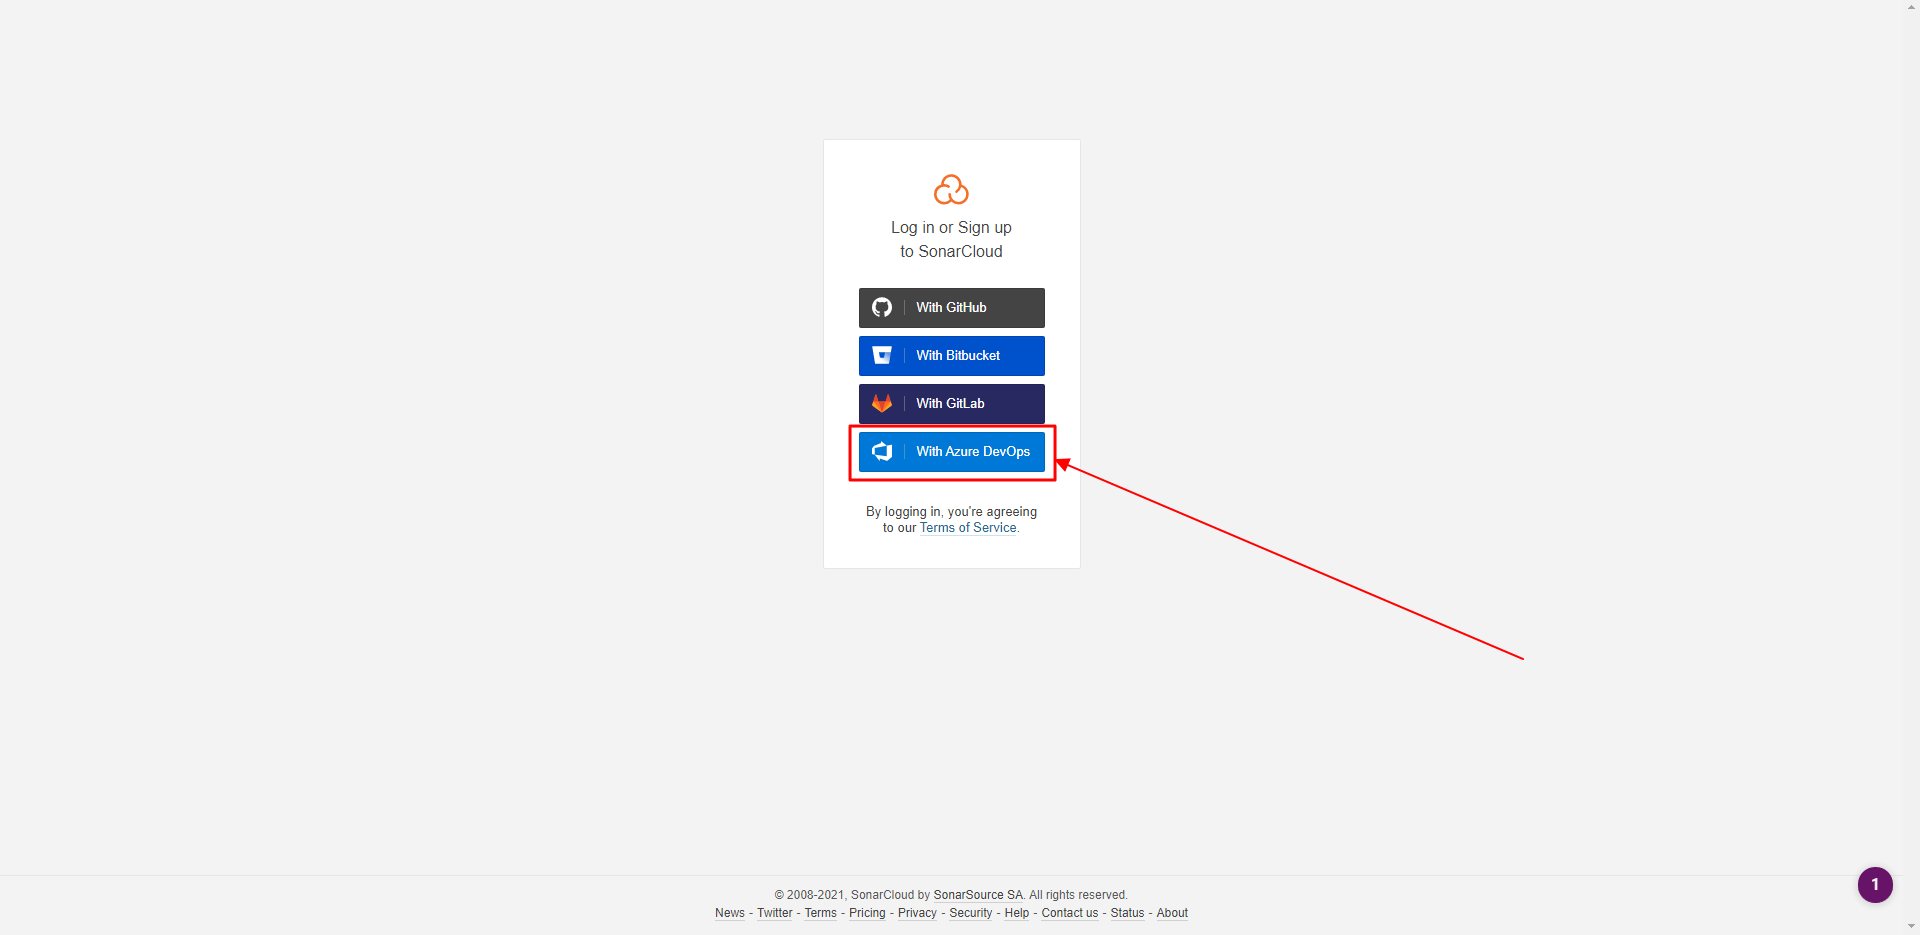 Log in or Sign up
to SonarCloud
With GitHub
With Bitbucket
With GitLab
With Azure DevOps
By logging in, you're agreeing
to our Terms of Service.
© 2008-2021, SonarCloud by SonarSource SA. All rights reserved.
News - Twitter - Terms - Pricing - Privacy - Security - Help - Contact us - Status - About
1